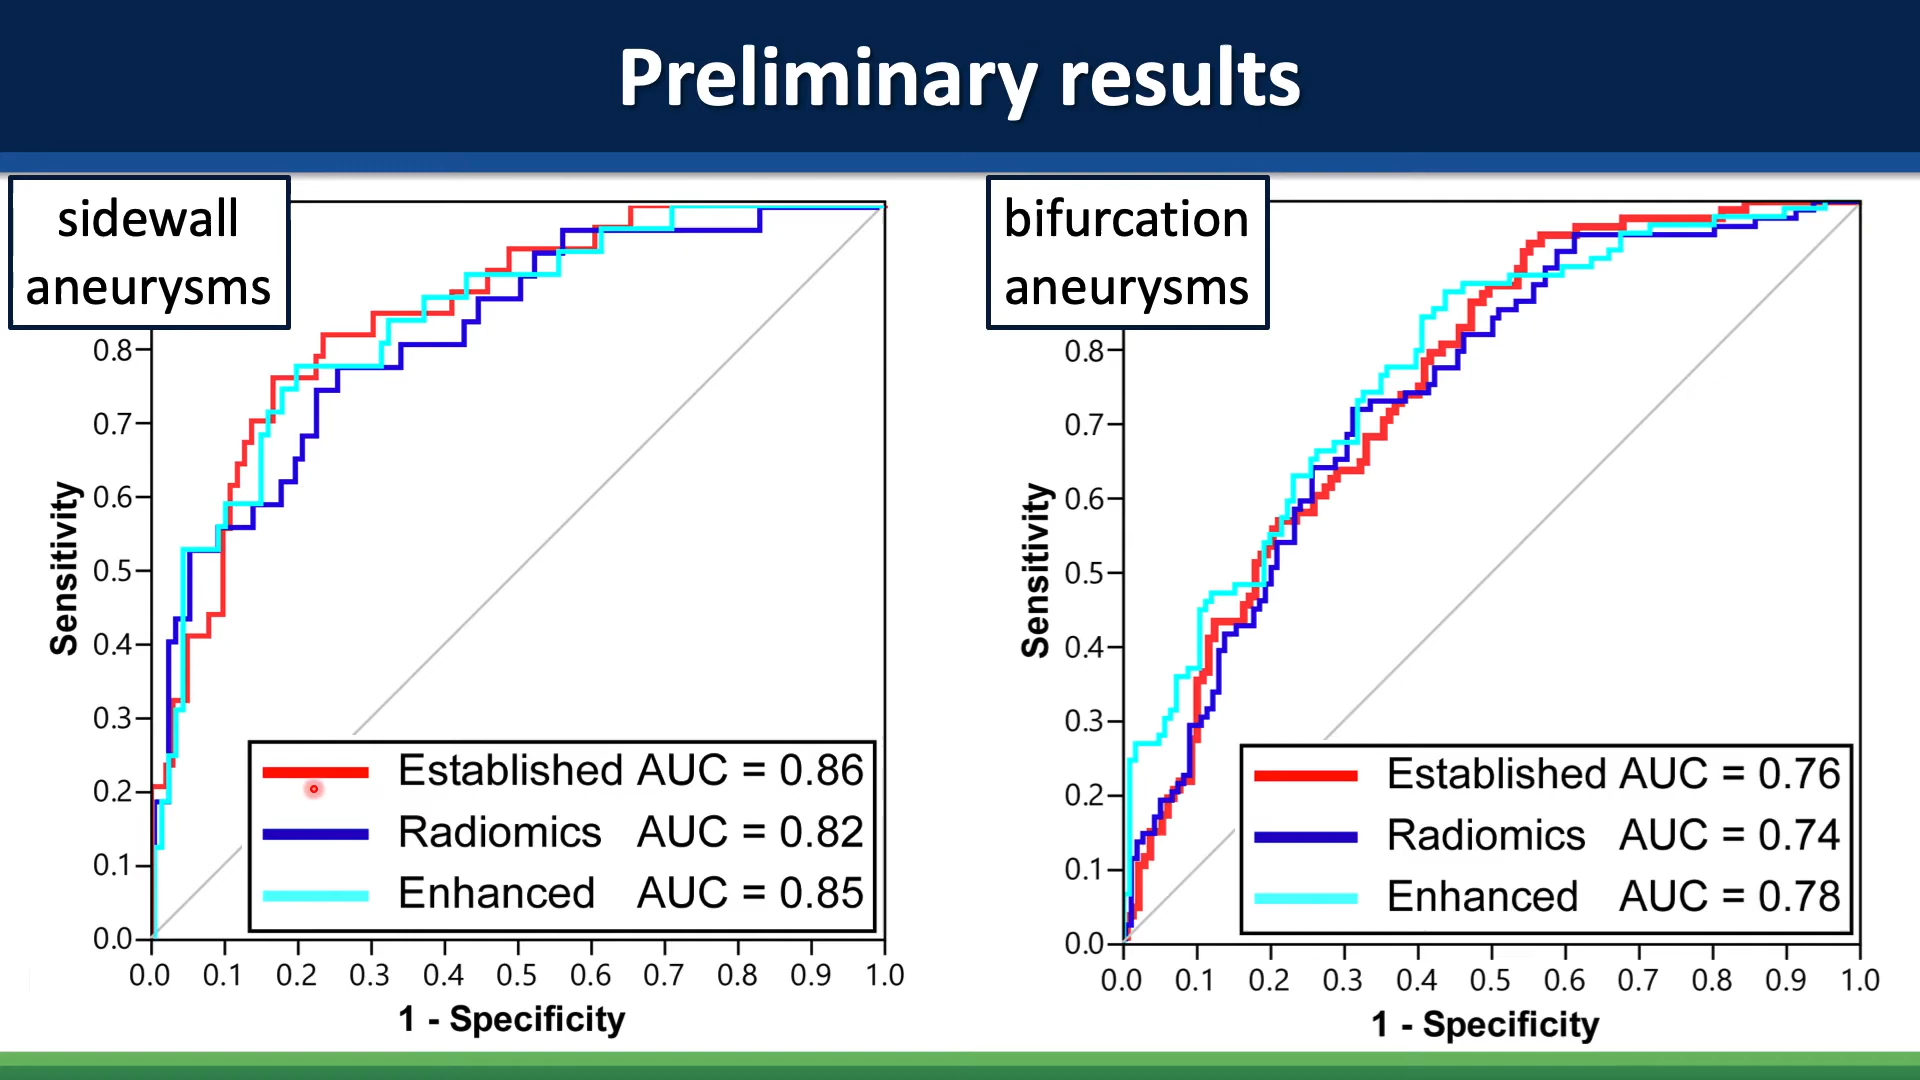 Preliminary results
sidewall
aneurysms
0.8
0.7
0.6
0.5
0.4
0.3
0.2
0.1
0.0
Sensitivity
Established AUC = 0.86
Radiomics AUC = 0.82
Enhanced AUC = 0.85
0.0 0.1 0.2 0.3 0.4 0.5 0.6 0.7 0.8 0.9 1.0
1 - Specificity
bifurcation
aneurysms
0.8
0.7
0.6
0.5
0.4
0.3
0.2
0.1
0.0
Sensitivity
Established AUC = 0.76
Radiomics AUC = 0.74
Enhanced AUC = 0.78
0.0 0.1 0.2 0.3 0.4 0.5 0.6 0.7 0.8 0.9 1.0
1 - Specificity